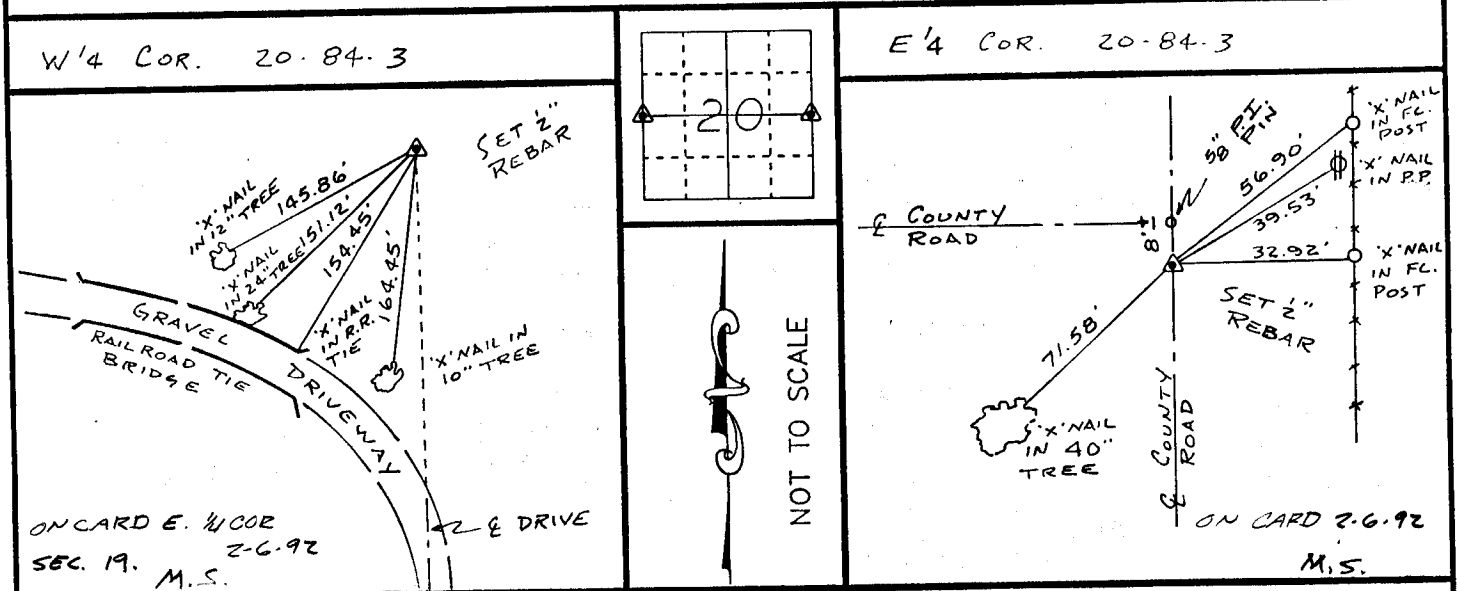 W 1/4 COR. 20-84-3
SET 1/2"
REBAR
'X' NAIL
IN 12" TREE
145.86'
'X' NAIL
IN 24" TREE
151.12'
154.45'
164.45'
'X' NAIL
IN R.R.
TIE
'X' NAIL IN
10" TREE
GRAVEL
DRIVEWAY
RAILROAD TIE
BRIDGE
℄ DRIVE
ON CARD E. 1/4 COR
SEC. 19. 2-6-92
M.S.
20
NOT TO SCALE
E 1/4 COR. 20-84-3
℄ COUNTY
ROAD
5/8" P.I.
PIN
8'
56.90'
39.53'
32.92'
71.58'
'X' NAIL
IN FC.
POST
'X' NAIL
IN P.P.
'X' NAIL
IN FC.
POST
SET 1/2"
REBAR
'X' NAIL
IN 40"
TREE
℄ COUNTY
ROAD
ON CARD 2-6-92
M.S.